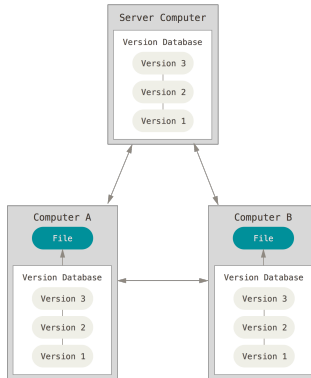 Server Computer
Version Database
Version 3
Version 2
Version 1
Computer A
File
Version Database
Version 3
Version 2
Version 1
Computer B
File
Version Database
Version 3
Version 2
Version 1